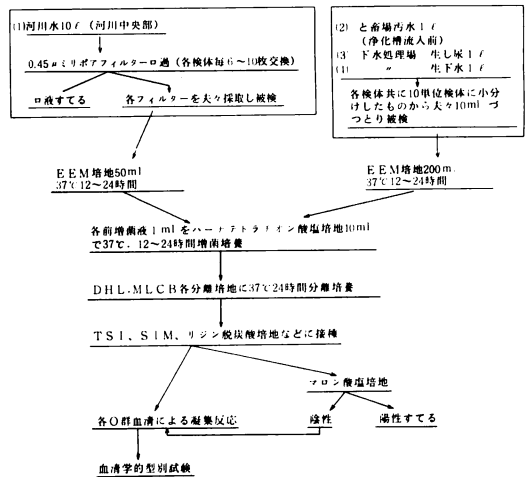 (1)河川水10ℓ(河川中央部)
0.45μミリポアフィルターロ過(各検体毎6～10枚交換)
ロ液すてる
各フィルターを夫々採取し被検
(2) と畜場汚水1ℓ
(浄化槽流入前)
(3) 下水処理場 生し尿1ℓ
(4) 〃 生下水1ℓ
各検体共に10単位検体に小分
けしたものから夫々10ml づ
つとり被検
EEM培地50ml
37℃12～24時間
EEM培地200m
37℃12～24時間
各前増菌液1mlをハーナテトラチオン酸塩培地10ml
で37℃, 12～24時間増菌培養
DHL,MLCB各分離培地に37℃24時間分離培養
TSI、SIM、リジン脱炭酸培地などに接種
マロン酸塩培地
各O群血清による凝集反応
陰性
陽性すてる
血清学的型別試験